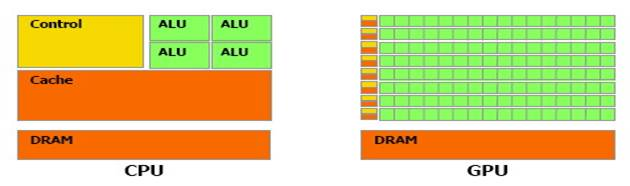 Control
ALU ALU
ALU ALU
Cache
DRAM
CPU
DRAM
GPU